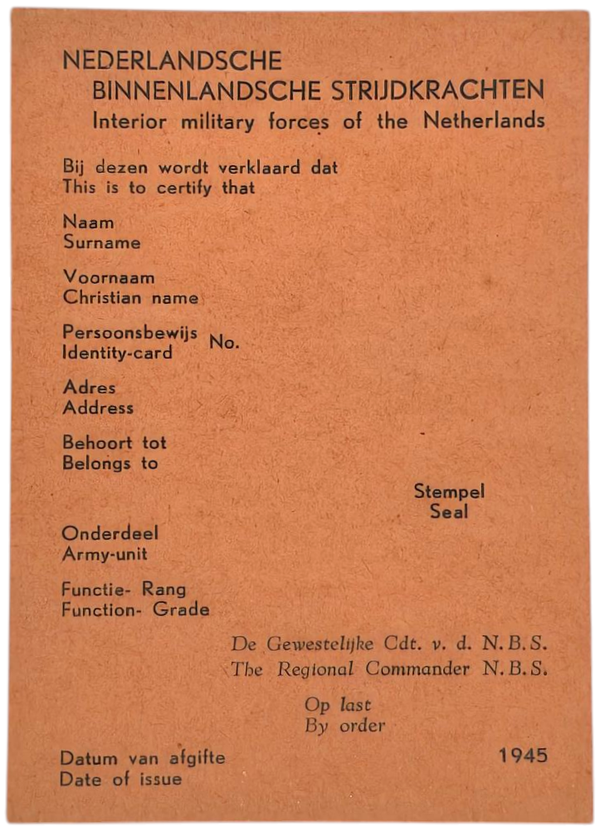 NEDERLANDSCHE
BINNENLANDSCHE STRIJDKRACHTEN
Interior military forces of the Netherlands
Bij dezen wordt verklaard dat
This is to certify that
Naam
Surname
Voornaam
Christian name
Persoonsbewijs No.
Identity-card
Adres
Address
Behoort tot
Belongs to
Stempel
Seal
Onderdeel
Army-unit
Functie- Rang
Function- Grade
De Gewestelijke Cdt. v. d. N.B.S.
The Regional Commander N.B.S.
Op last
By order
Datum van afgifte 1945
Date of issue